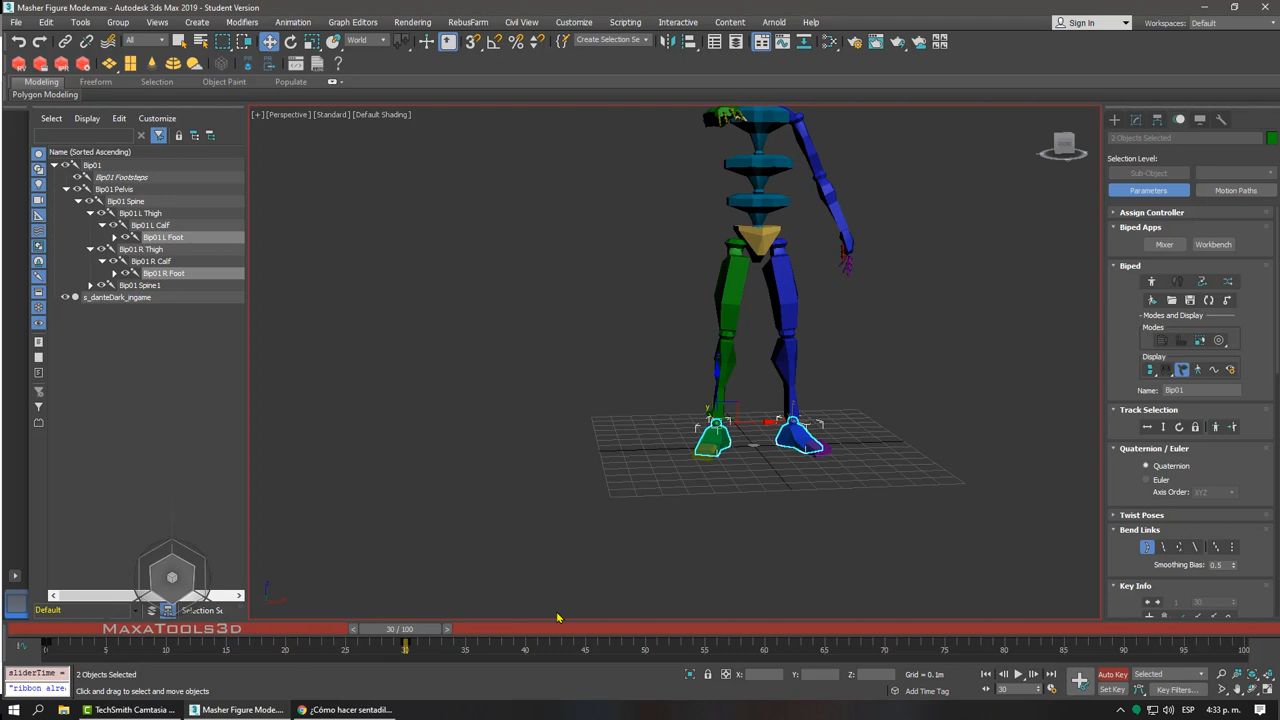 Masher Figure Mode.max - Autodesk 3ds Max 2019 - Student Version
File Edit Tools Group Views Create Modifiers Animation Graph Editors Rendering RebusFarm Civil View Customize Scripting Interactive Content Arnold Help
Sign In Workspaces: Default
All World Create Selection Se
Modeling Freeform Selection Object Paint Populate
Polygon Modeling
Select Display Edit Customize
Name (Sorted Ascending)
Bip01
Bip01 Footsteps
Bip01 Pelvis
Bip01 Spine
Bip01 L Thigh
Bip01 L Calf
Bip01 L Foot
Bip01 R Thigh
Bip01 R Calf
Bip01 R Foot
Bip01 Spine1
s_danteDark_ingame
Default Selection Se
MAXATOOLS3D
[+] [Perspective] [Standard] [Default Shading]
2 Objects Selected
Selection Level:
Sub-Object
Parameters Motion Paths
Assign Controller
Biped Apps
Mixer Workbench
Biped
- Modes and Display
Modes
Display
Name: Bip01
Track Selection
Quaternion / Euler
Quaternion
Euler
Axis Order: XYZ
Twist Poses
Bend Links
Smoothing Bias: 0.5
Key Info
1 30
30 / 100
0 5 10 15 20 25 30 35 40 45 50 55 60 65 70 75 80 85 90 95 100
sliderTime =
"ribbon alrea
2 Objects Selected
Click and drag to select and move objects
X: Y: Z: Grid = 0.1m
Add Time Tag
30
Auto Key Selected
Set Key Key Filters...
TechSmith Camtasia ... Masher Figure Mode.... ¿Cómo hacer sentadil...
ESP 4:33 p. m.